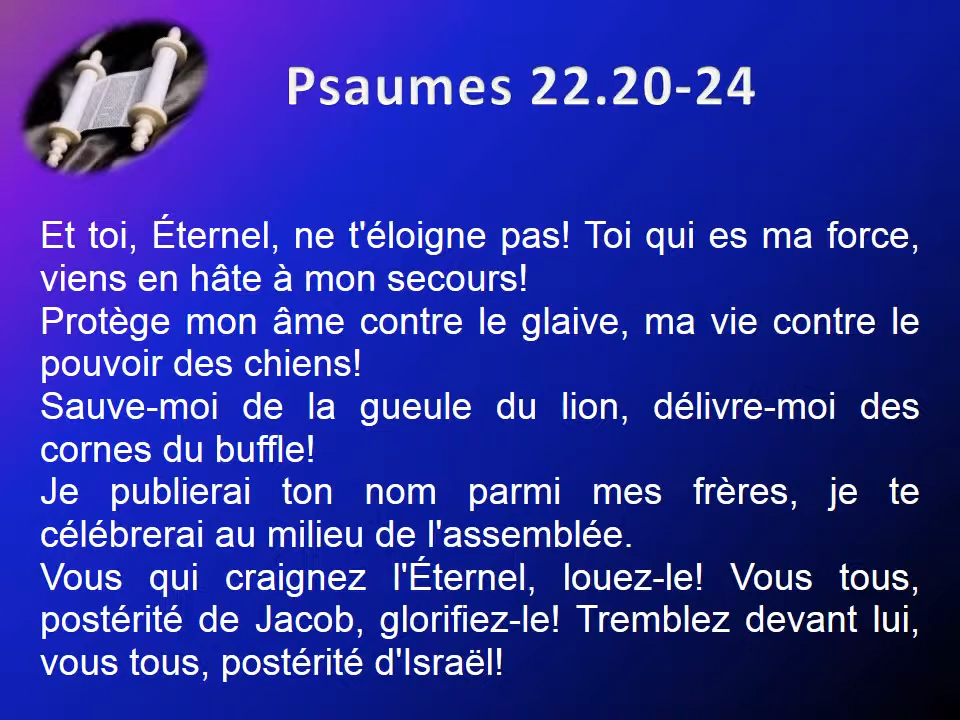 Psaumes 22.20-24
Et toi, Éternel, ne t'éloigne pas! Toi qui es ma force,
viens en hâte à mon secours!
Protège mon âme contre le glaive, ma vie contre le
pouvoir des chiens!
Sauve-moi de la gueule du lion, délivre-moi des
cornes du buffle!
Je publierai ton nom parmi mes frères, je te
célébrerai au milieu de l'assemblée.
Vous qui craignez l'Éternel, louez-le! Vous tous,
postérité de Jacob, glorifiez-le! Tremblez devant lui,
vous tous, postérité d'Israël!